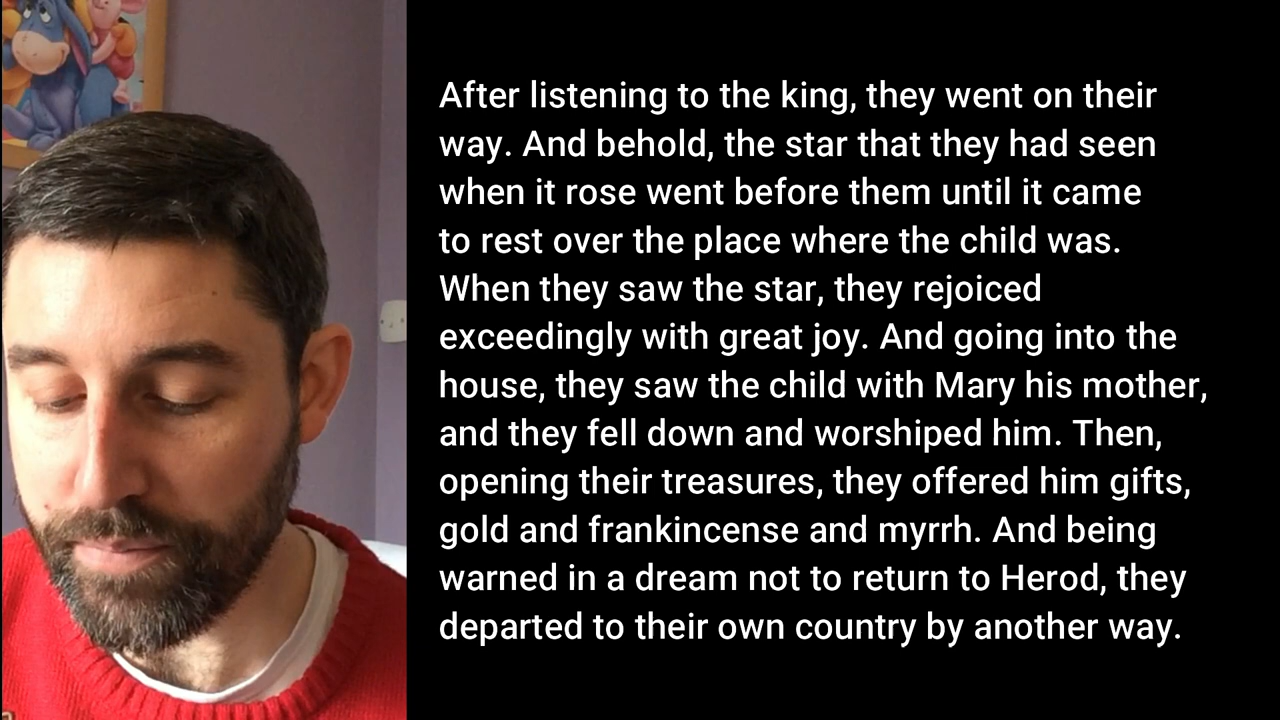 After listening to the king, they went on their
way. And behold, the star that they had seen
when it rose went before them until it came
to rest over the place where the child was.
When they saw the star, they rejoiced
exceedingly with great joy. And going into the
house, they saw the child with Mary his mother,
and they fell down and worshiped him. Then,
opening their treasures, they offered him gifts,
gold and frankincense and myrrh. And being
warned in a dream not to return to Herod, they
departed to their own country by another way.